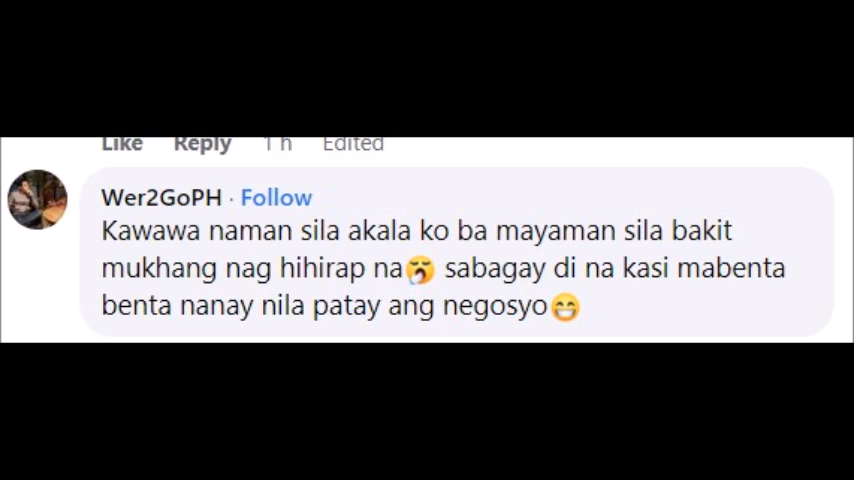 Like Reply 1 h Edited
Wer2GoPH · Follow
Kawawa naman sila akala ko ba mayaman sila bakit
mukhang nag hihirap na🥱 sabagay di na kasi mabenta
benta nanay nila patay ang negosyo😁